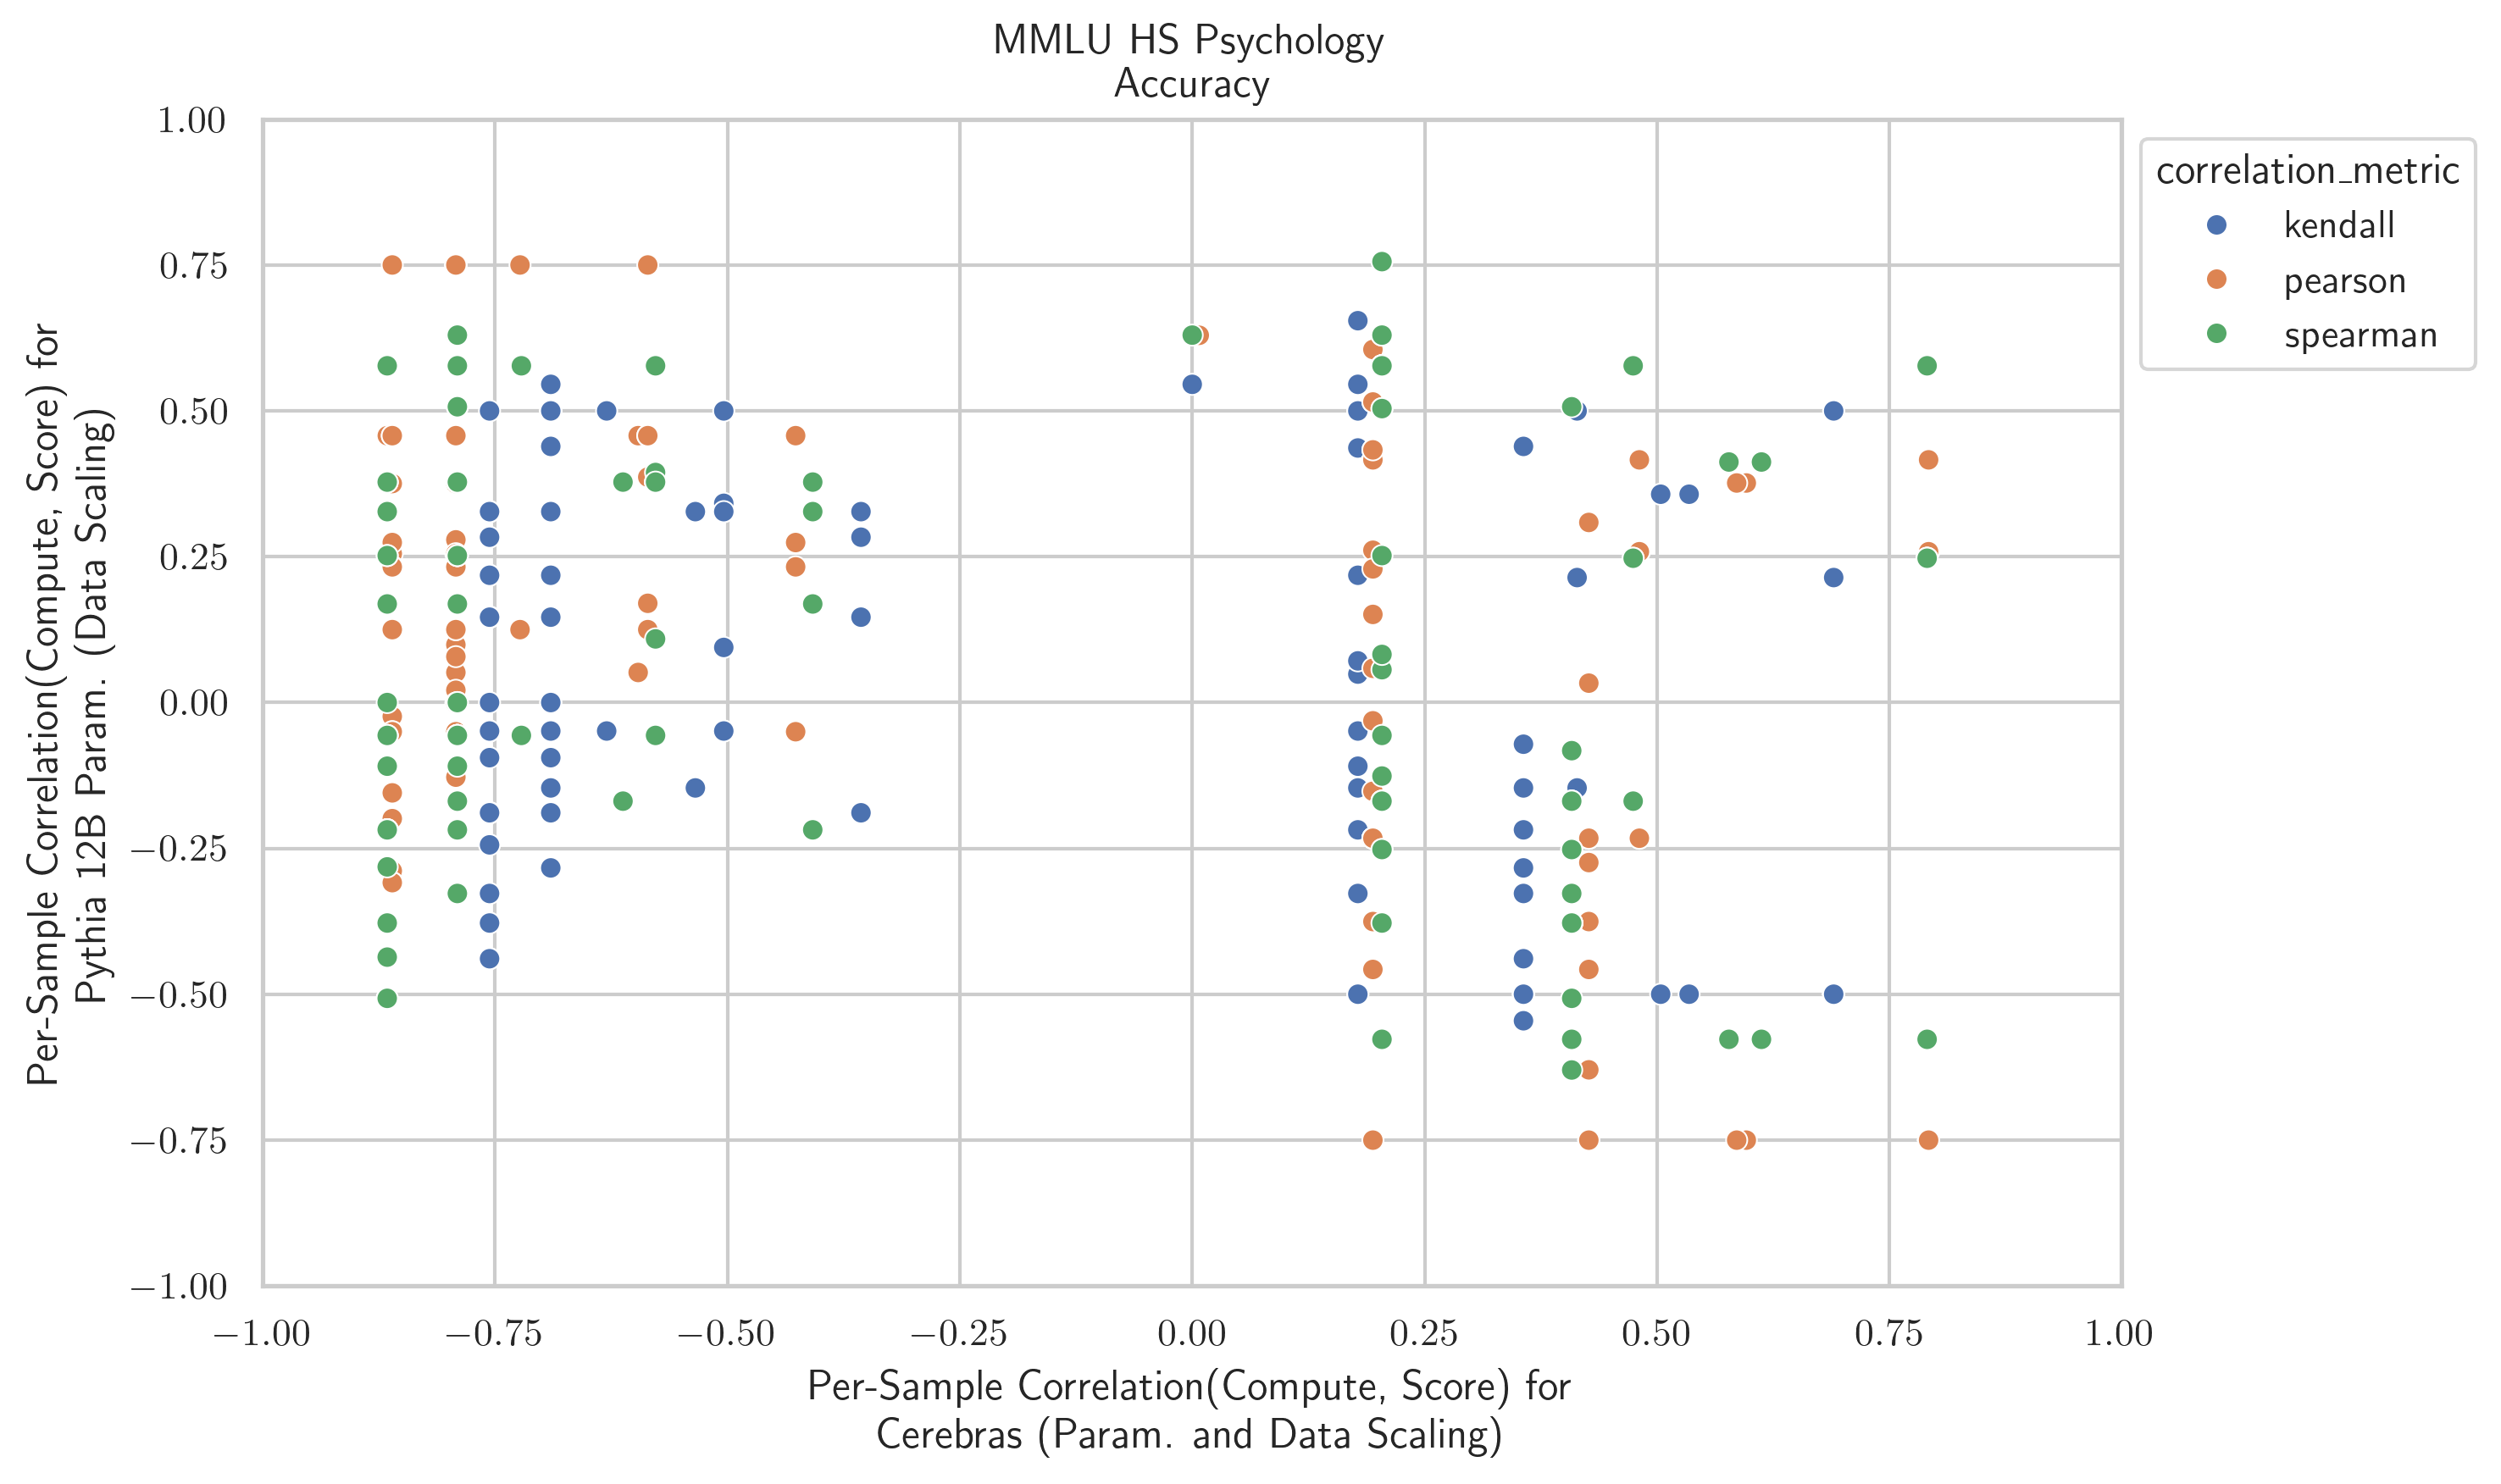 MMLU HS Psychology
Accuracy
Per-Sample Correlation(Compute, Score) for
Pythia 12B Param. (Data Scaling)
1.00
0.75
0.50
0.25
0.00
−0.25
−0.50
−0.75
−1.00
−1.00
−0.75
−0.50
−0.25
0.00
0.25
0.50
0.75
1.00
Per-Sample Correlation(Compute, Score) for
Cerebras (Param. and Data Scaling)
correlation_metric
kendall
pearson
spearman